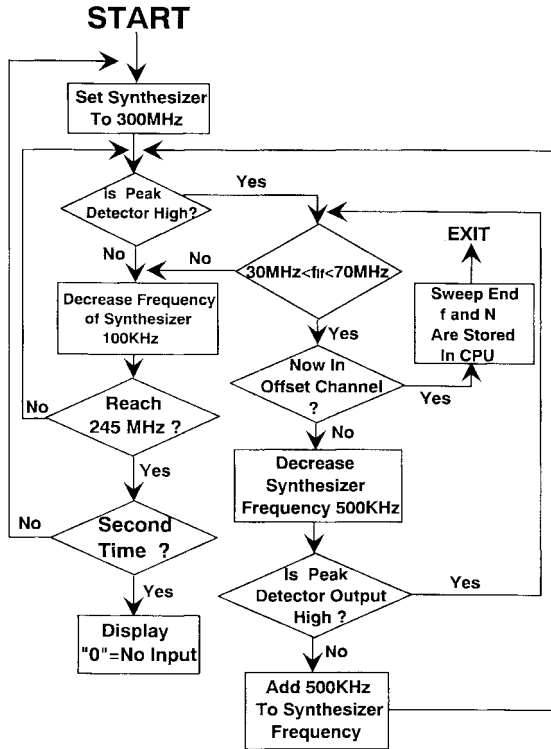 START
Set Synthesizer
To 300MHz
Is Peak
Detector High?
Yes
No
30MHz<fIf<70MHz
No
Yes
Decrease Frequency
of Synthesizer
100KHz
Reach
245 MHz ?
No
Yes
Second
Time ?
No
Yes
Display
"0"=No Input
EXIT
Sweep End
f and N
Are Stored
In CPU
Now In
Offset Channel
?
Yes
No
Decrease
Synthesizer
Frequency 500KHz
Is Peak
Detector Output
High ?
Yes
No
Add 500KHz
To Synthesizer
Frequency